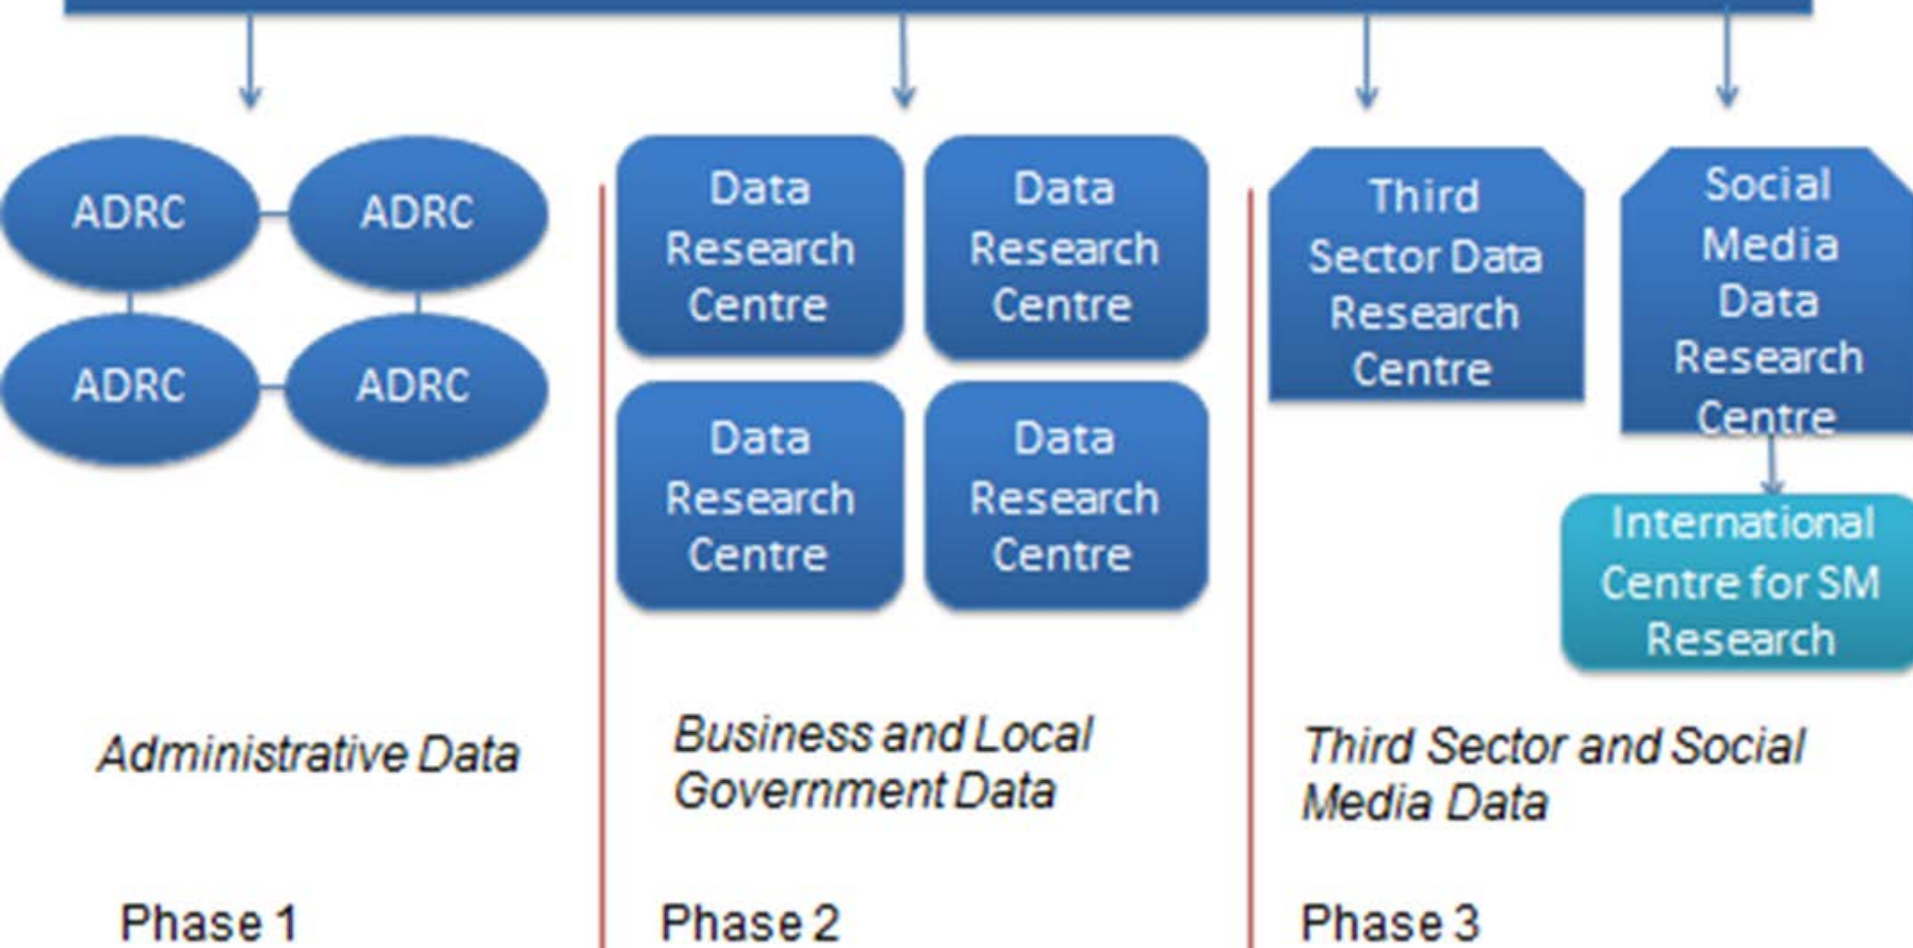 ADRC
ADRC
ADRC
ADRC
Data
Research
Centre
Data
Research
Centre
Data
Research
Centre
Data
Research
Centre
Third
Sector Data
Research
Centre
Social
Media
Data
Research
Centre
International
Centre for SM
Research
Administrative Data
Business and Local
Government Data
Third Sector and Social
Media Data
Phase 1
Phase 2
Phase 3